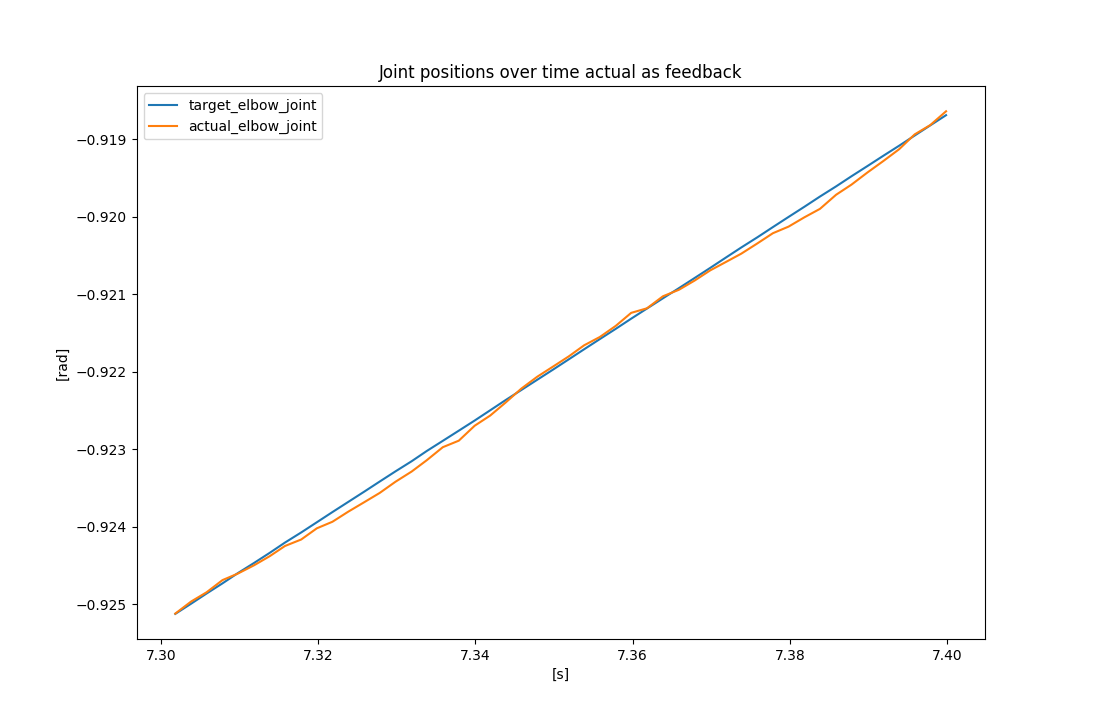 Joint positions over time actual as feedback
target_elbow_joint
actual_elbow_joint
−0.919
−0.920
−0.921
−0.922
−0.923
−0.924
−0.925
[rad]
7.30 7.32 7.34 7.36 7.38 7.40
[s]